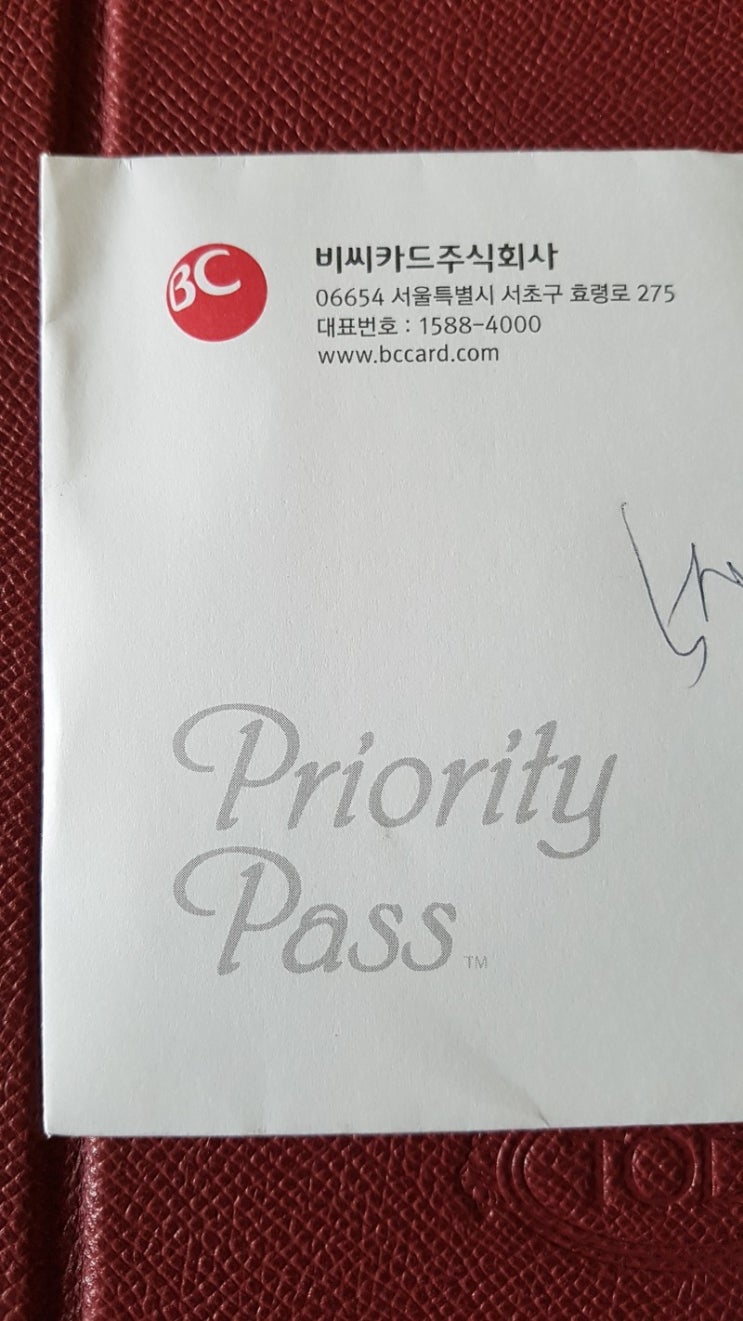 BC
비씨카드주식회사
06654 서울특별시 서초구 효령로 275
대표번호 : 1588-4000
www.bccard.com
Priority
Pass ™